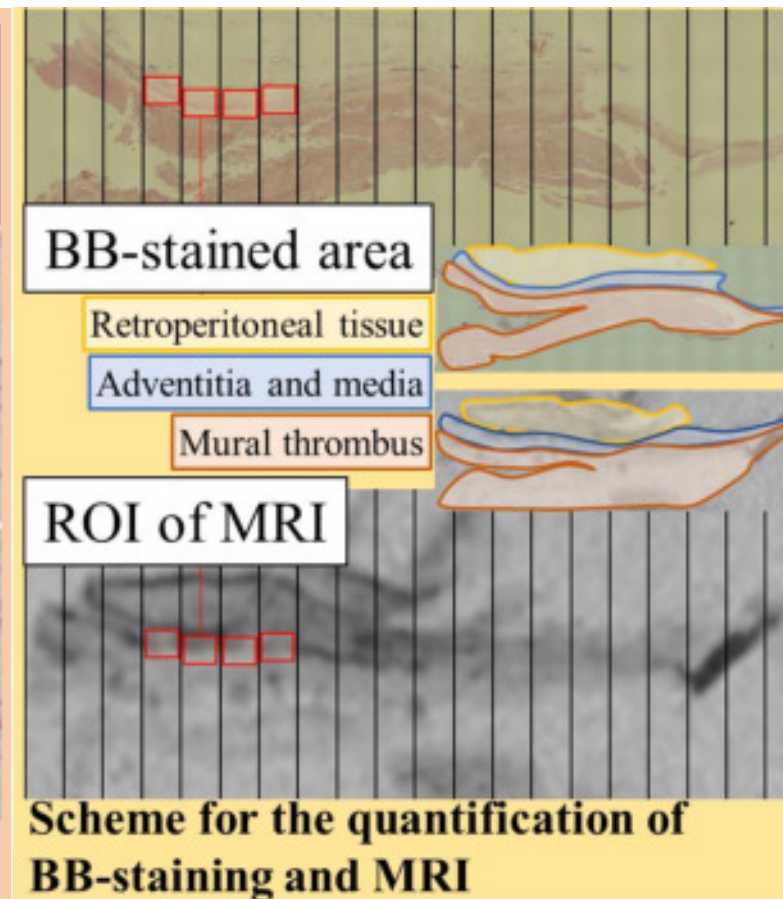 BB-stained area
Retroperitoneal tissue
Adventitia and media
Mural thrombus
ROI of MRI
Scheme for the quantification of
BB-staining and MRI